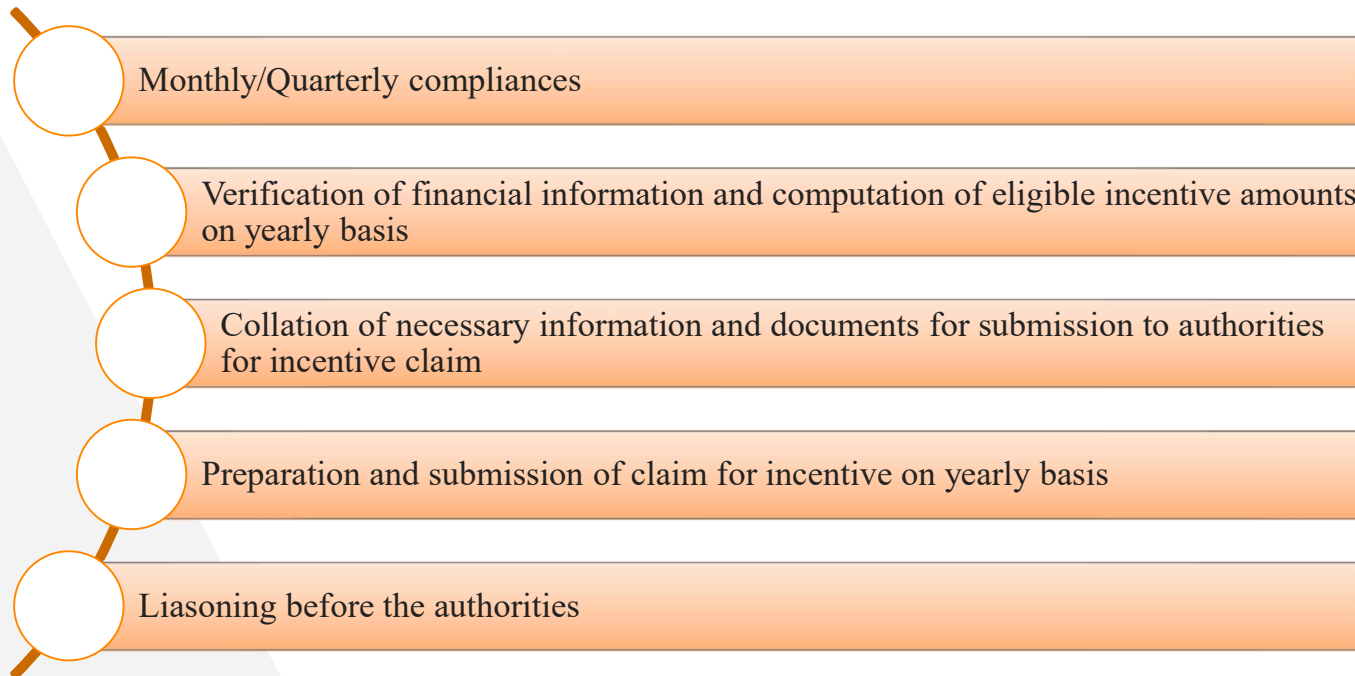 Monthly/Quarterly compliances
Verification of financial information and computation of eligible incentive amounts
on yearly basis
Collation of necessary information and documents for submission to authorities
for incentive claim
Preparation and submission of claim for incentive on yearly basis
Liasoning before the authorities